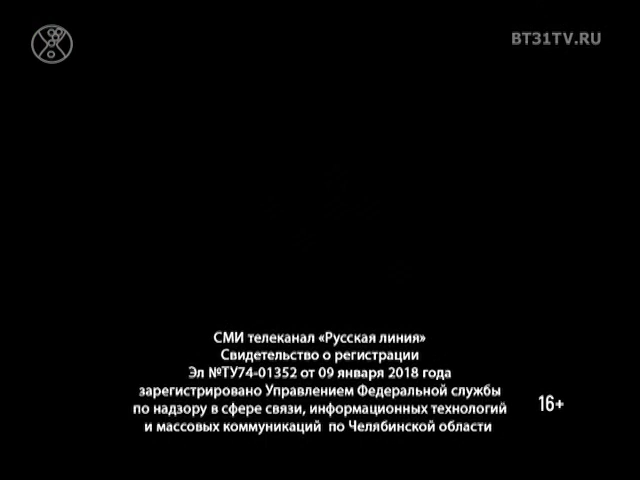 BT31TV.RU
СМИ телеканал «Русская линия»
Свидетельство о регистрации
Эл №ТУ74-01352 от 09 января 2018 года
зарегистрировано Управлением Федеральной службы
по надзору в сфере связи, информационных технологий
и массовых коммуникаций по Челябинской области
16+